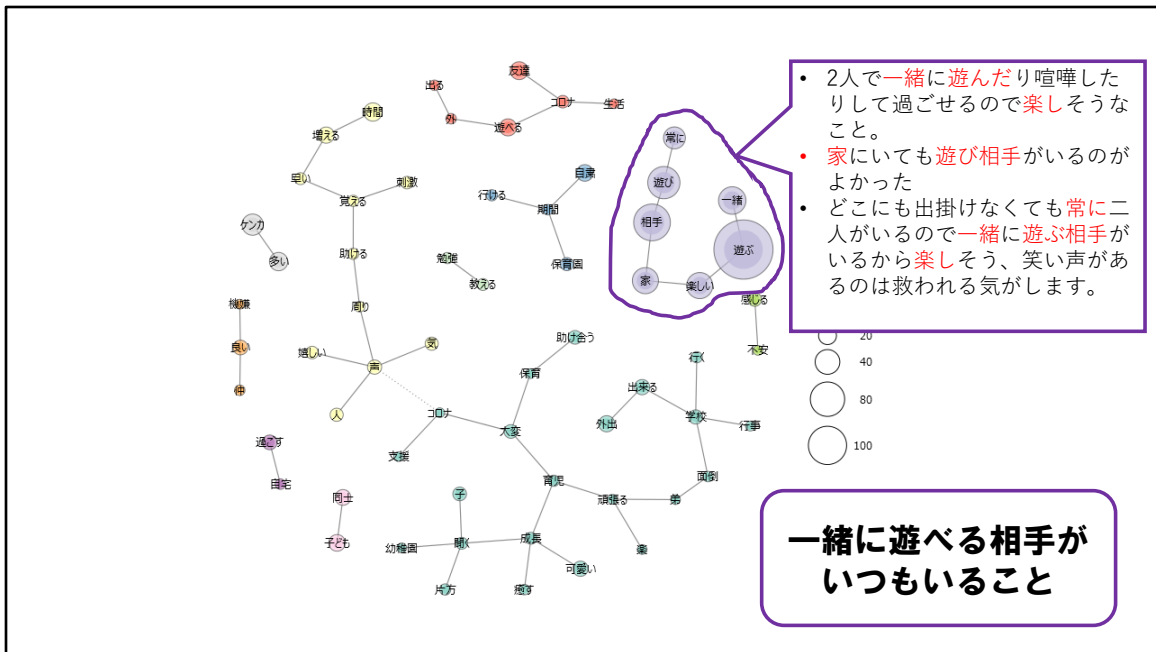 友達
出る
コロナ
生活
外
遊べる
時間
増える
早い
刺激
覚える
助ける
周り
嬉しい
気
声
人
ケンカ
多い
機嫌
良い
仲
過ごす
自宅
同士
子ども
勉強
教える
自粛
行ける
期間
保育園
常に
遊び
一緒
相手
遊ぶ
家
楽しい
感じる
不安
助け合う
保育
コロナ
大変
支援
育児
子
幼稚園
聞く
成長
片方
癒す
可愛い
行く
出来る
外出
学校
行事
面倒
頑張る
弟
楽
• 2人で一緒に遊んだり喧嘩した
りして過ごせるので楽しそうな
こと。
• 家にいても遊び相手がいるのが
よかった
• どこにも出掛けなくても常に二
人がいるので一緒に遊ぶ相手が
いるから楽しそう、笑い声があ
るのは救われる気がします。
20
40
80
100
一緒に遊べる相手が
いつもいること